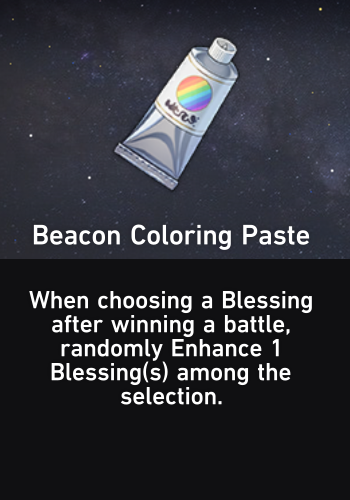 Beacon Coloring Paste
When choosing a Blessing
after winning a battle,
randomly Enhance 1
Blessing(s) among the
selection.